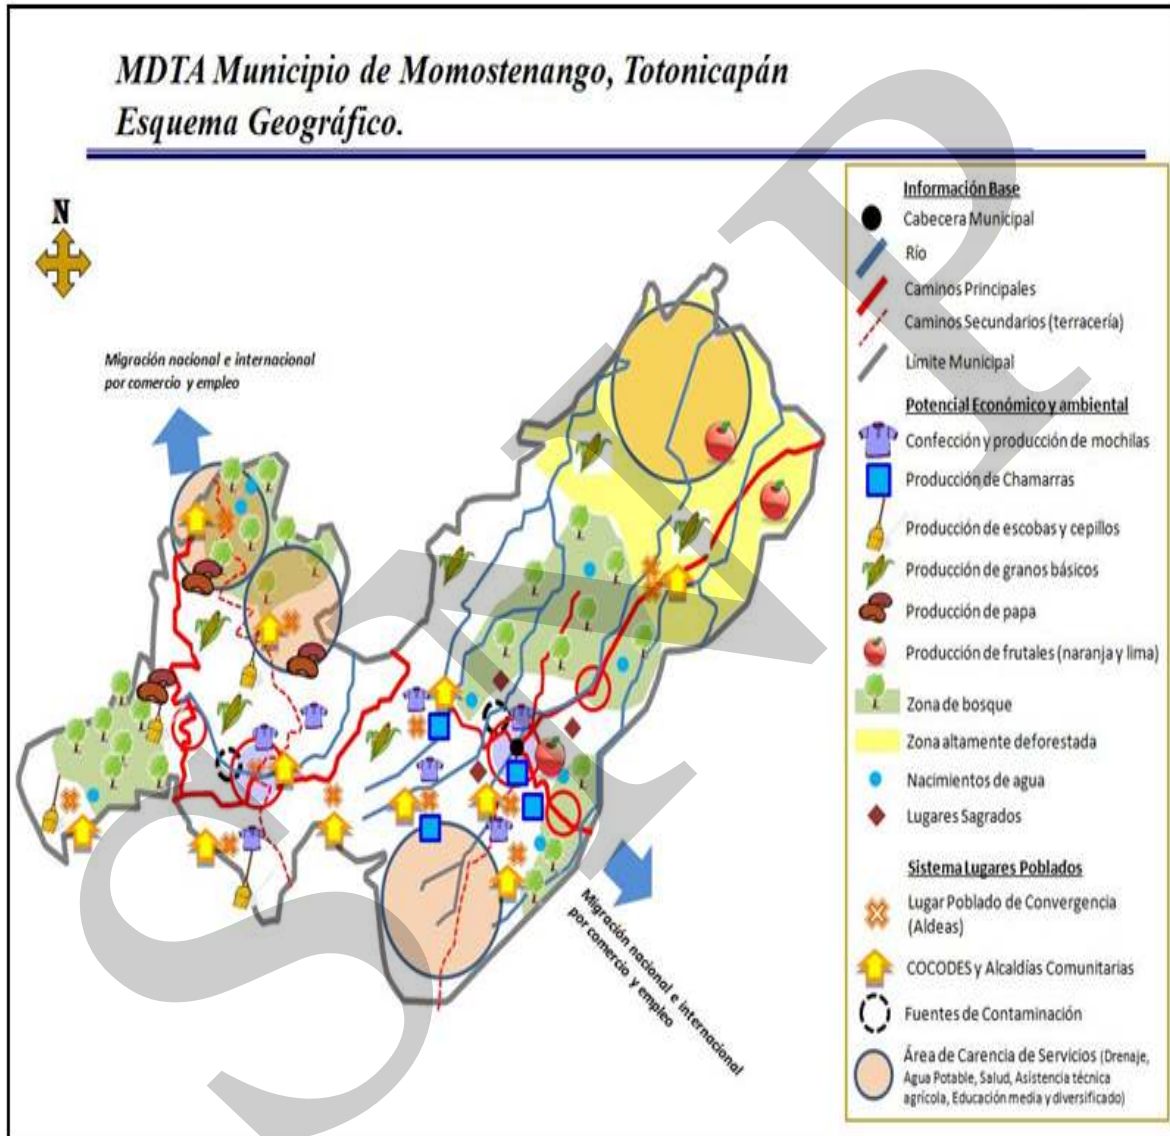 MDTA Municipio de Momostenango, Totonicapán
Esquema Geográfico.
N
Migración nacional e internacional
por comercio y empleo
Migración nacional e internacional
por comercio y empleo
Información Base
Cabecera Municipal
Río
Caminos Principales
Caminos Secundarios (terracería)
Límite Municipal
Potencial Económico y ambiental
Confección y producción de mochilas
Producción de Chamarras
Producción de escobas y cepillos
Producción de granos básicos
Producción de papa
Producción de frutales (naranja y lima)
Zona de bosque
Zona altamente deforestada
Nacimientos de agua
Lugares Sagrados
Sistema Lugares Poblados
Lugar Poblado de Convergencia
(Aldeas)
COCODES y Alcaldías Comunitarias
Fuentes de Contaminación
Área de Carencia de Servicios (Drenaje,
Agua Potable, Salud, Asistencia técnica
agrícola, Educación media y diversificado)